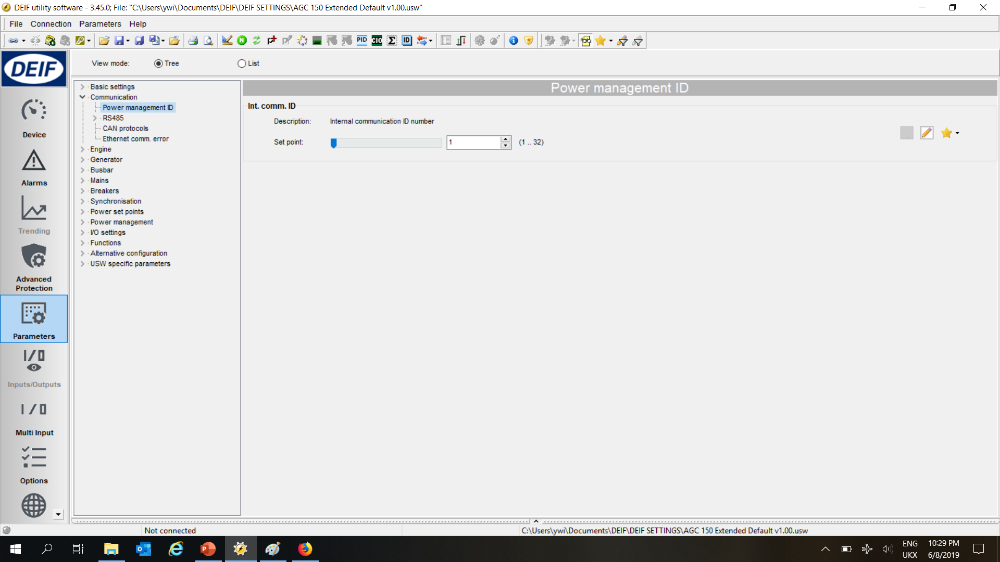 DEIF utility software - 3.45.0; File: "C:\Users\ywi\Documents\DEIF\DEIF SETTINGS\AGC 150 Extended Default v1.00.usw"
File Connection Parameters Help
PID CIO Σ ID
N
DEIF
View mode: Tree List
Basic settings
Communication
Power management ID
RS485
CAN protocols
Ethernet comm. error
Engine
Generator
Busbar
Mains
Breakers
Synchronisation
Power set points
Power management
I/O settings
Functions
Alternative configuration
USW specific parameters
Power management ID
Int. comm. ID
Description: Internal communication ID number
Set point: 1 (1 .. 32)
Device
Alarms
Trending
Advanced
Protection
Parameters
I/0
Inputs/Outputs
I/0
Multi Input
Options
Not connected
C:\Users\ywi\Documents\DEIF\DEIF SETTINGS\AGC 150 Extended Default v1.00.usw
ENG
UKX
10:29 PM
6/8/2019